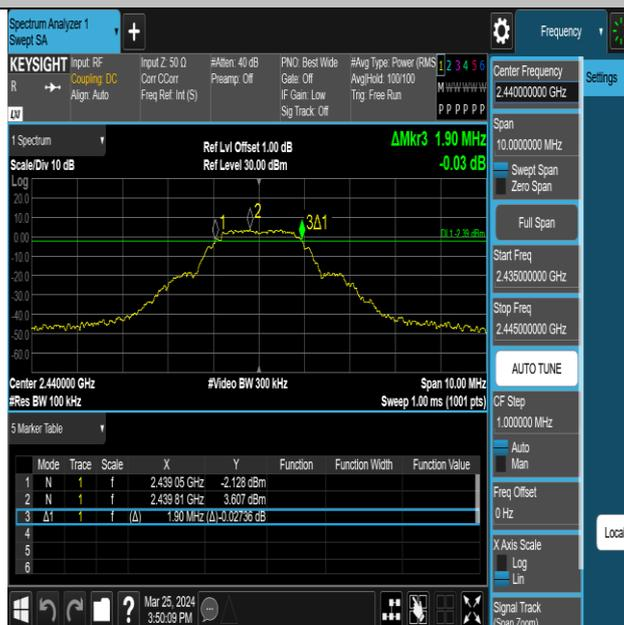 Spectrum Analyzer 1
Swept SA
+
Frequency
KEYSIGHT
R
LXI
Input: RF
Coupling: DC
Align: Auto
Input Z: 50 Ω
Corr CCorr
Freq Ref: Int (S)
#Atten: 40 dB
Preamp: Off
PNO: Best Wide
Gate: Off
IF Gain: Low
Sig Track: Off
#Avg Type: Power (RMS
Avg|Hold: 100/100
Trig: Free Run
1 2 3 4 5 6
M W W W W W
P P P P P P
1 Spectrum
Scale/Div 10 dB
Ref Lvl Offset 1.00 dB
Ref Level 30.00 dBm
ΔMkr3 1.90 MHz
-0.03 dB
Log
20.0
10.0
0.00
-10.0
-20.0
-30.0
-40.0
-50.0
-60.0
1
2
3Δ1
DL1 -2.39 dBm
Center 2.440000 GHz
#Res BW 100 kHz
#Video BW 300 kHz
Span 10.00 MHz
Sweep 1.00 ms (1001 pts)
5 Marker Table
Mode Trace Scale X Y Function Function Width Function Value
1 N 1 f 2.439 05 GHz -2.128 dBm
2 N 1 f 2.439 81 GHz 3.607 dBm
3 Δ1 1 f (Δ) 1.90 MHz (Δ) -0.02736 dB
4
5
6
?
Mar 25, 2024
3:50:09 PM
Center Frequency
2.440000000 GHz
Settings
Span
10.0000000 MHz
Swept Span
Zero Span
Full Span
Start Freq
2.435000000 GHz
Stop Freq
2.445000000 GHz
AUTO TUNE
CF Step
1.000000 MHz
Auto
Man
Freq Offset
0 Hz
Local
X Axis Scale
Log
Lin
Signal Track
(Span Zoom)